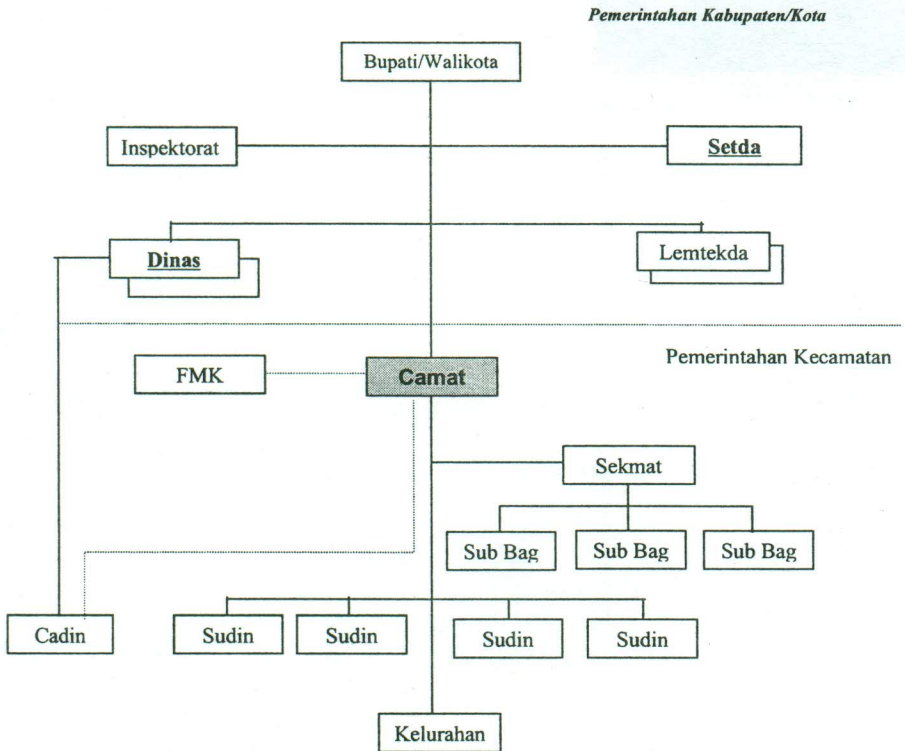 Pemerintahan Kabupaten/Kota
Bupati/Walikota
Inspektorat
Setda
Dinas
Lemtekda
Pemerintahan Kecamatan
FMK
Camat
Sekmat
Sub Bag
Sub Bag
Sub Bag
Cadin
Sudin
Sudin
Sudin
Sudin
Kelurahan